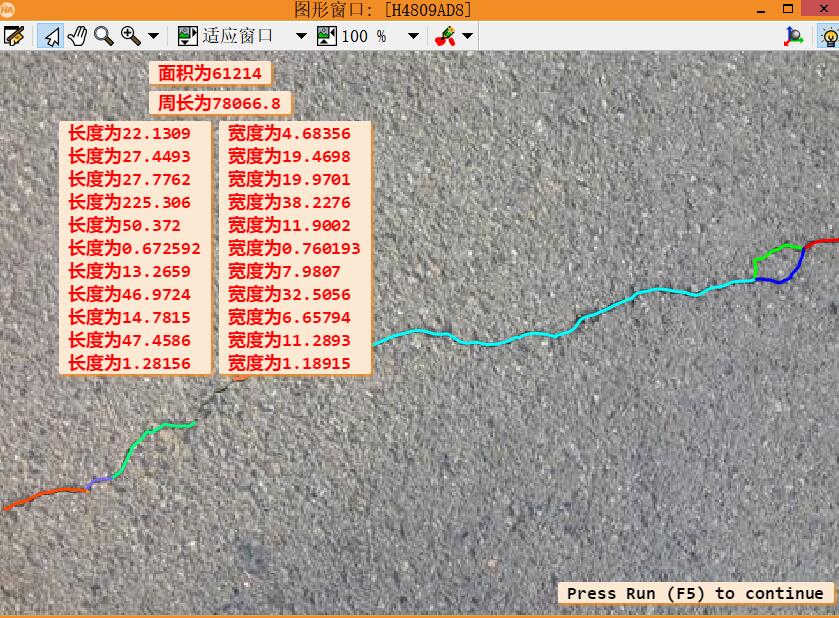 HA 图形窗口: [H4809AD8]
适应窗口 100 %
面积为61214
周长为78066.8
长度为22.1309 宽度为4.68356
长度为27.4493 宽度为19.4698
长度为27.7762 宽度为19.9701
长度为225.306 宽度为38.2276
长度为50.372 宽度为11.9002
长度为0.672592 宽度为0.760193
长度为13.2659 宽度为7.9807
长度为46.9724 宽度为32.5056
长度为14.7815 宽度为6.65794
长度为47.4586 宽度为11.2893
长度为1.28156 宽度为1.18915
Press Run (F5) to continue